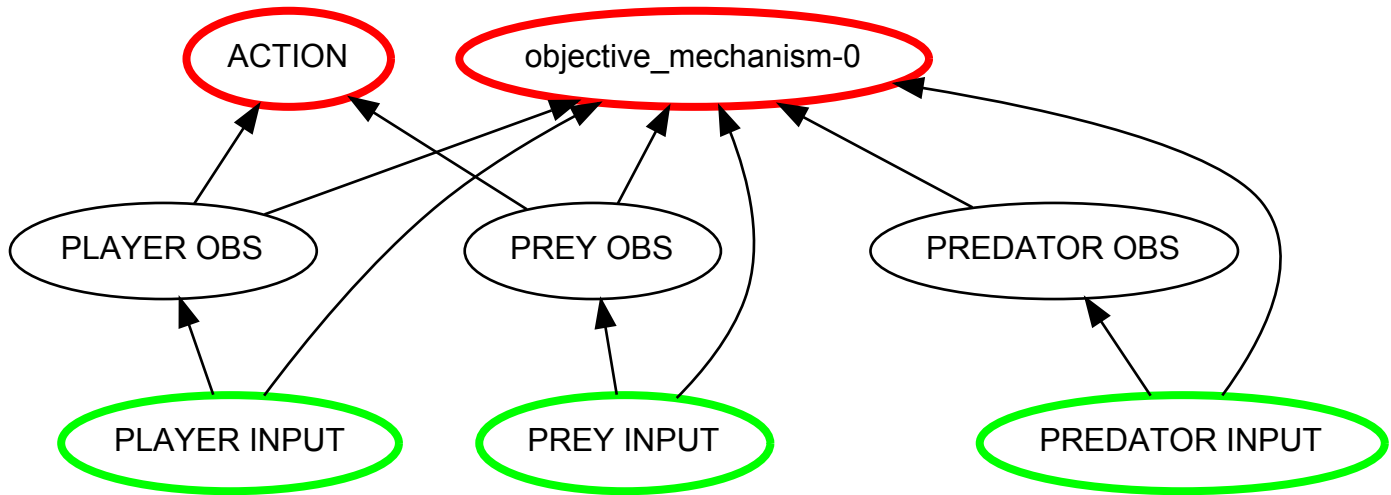 ACTION
objective_mechanism-0
PLAYER OBS
PREY OBS
PREDATOR OBS
PLAYER INPUT
PREY INPUT
PREDATOR INPUT